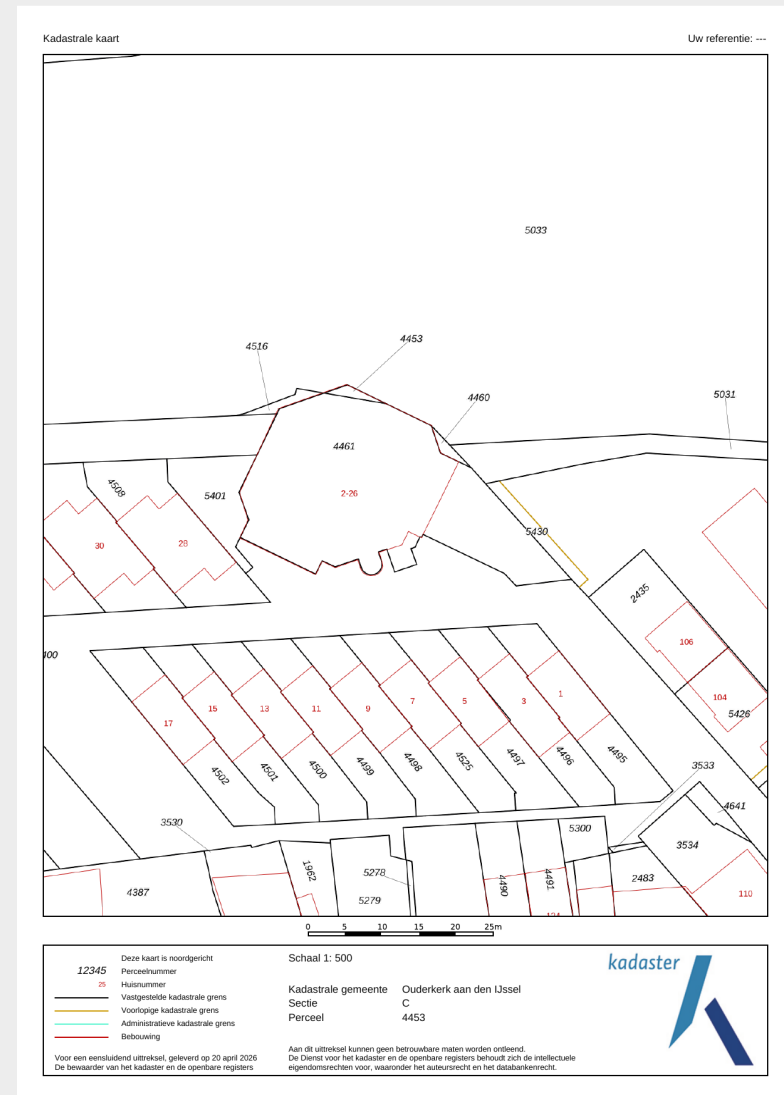 Kadastrale kaart
Uw referentie: ---
5033
4453
4516
4460
5031
4461
2-26
4508
5401
5430
30
28
2435
106
400
104
5426
17
15
13
11
9
7
5
3
1
4502
4501
4500
4499
4498
4525
4497
4496
4495
3533
4641
3530
5300
3534
1962
5278
5279
4490
4491
2483
4387
110
0 5 10 15 20 25m
Deze kaart is noordgericht
12345 Perceelnummer
25 Huisnummer
Vastgestelde kadastrale grens
Voorlopige kadastrale grens
Administratieve kadastrale grens
Bebouwing
Voor een eensluidend uittreksel, geleverd op 20 april 2026
De bewaarder van het kadaster en de openbare registers
Schaal 1: 500
Kadastrale gemeente Ouderkerk aan den IJssel
Sectie C
Perceel 4453
Aan dit uittreksel kunnen geen betrouwbare maten worden ontleend.
De Dienst voor het kadaster en de openbare registers behoudt zich de intellectuele
eigendomsrechten voor, waaronder het auteursrecht en het databankenrecht.
kadaster